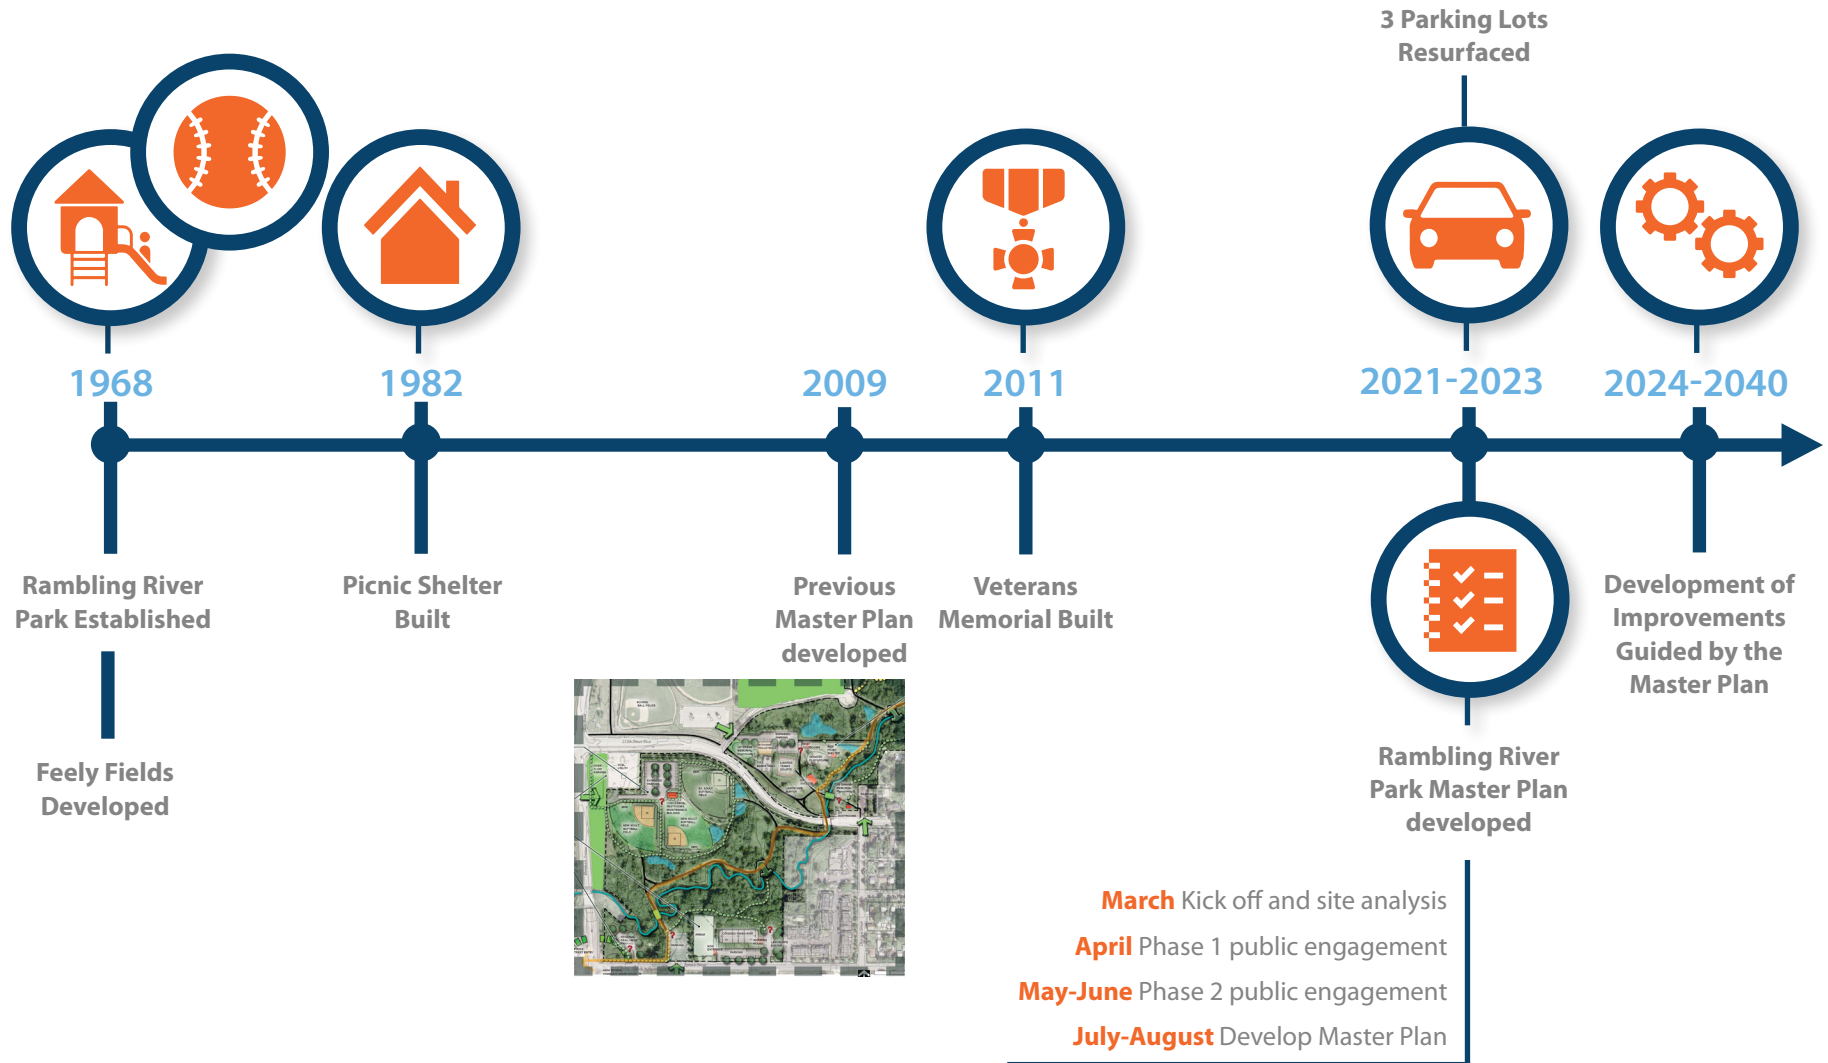 3 Parking Lots
Resurfaced
1968
1982
2009
2011
2021-2023
2024-2040
Rambling River
Park Established
Feely Fields
Developed
Picnic Shelter
Built
Previous
Master Plan
developed
Veterans
Memorial Built
Rambling River
Park Master Plan
developed
March Kick off and site analysis
April Phase 1 public engagement
May-June Phase 2 public engagement
July-August Develop Master Plan
Development of
Improvements
Guided by the
Master Plan